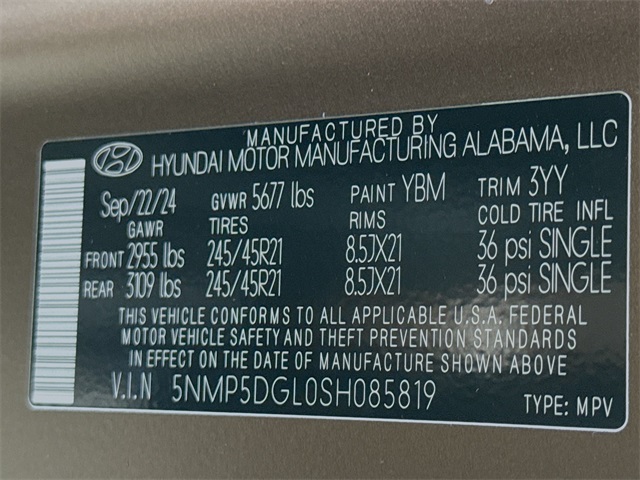 MANUFACTURED BY
HYUNDAI MOTOR MANUFACTURING ALABAMA, LLC
Sep/22/24 GVWR 5677 lbs PAINT YBM TRIM 3YY
GAWR TIRES RIMS COLD TIRE INFL
FRONT 2955 lbs 245/45R21 8.5JX21 36 psi SINGLE
REAR 3109 lbs 245/45R21 8.5JX21 36 psi SINGLE
THIS VEHICLE CONFORMS TO ALL APPLICABLE U.S.A. FEDERAL
MOTOR VEHICLE SAFETY AND THEFT PREVENTION STANDARDS
IN EFFECT ON THE DATE OF MANUFACTURE SHOWN ABOVE
V.I.N 5NMP5DGL0SH085819 TYPE: MPV